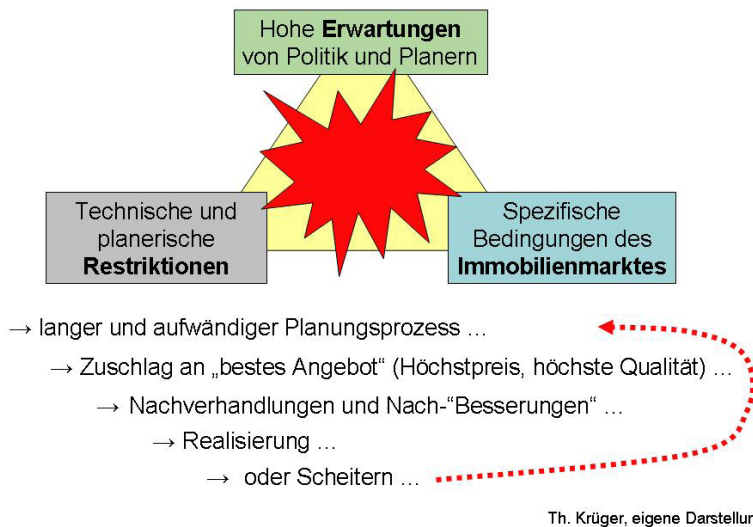 Hohe Erwartungen
von Politik und Planern
Technische und
planerische
Restriktionen
Spezifische
Bedingungen des
Immobilienmarktes
→ langer und aufwändiger Planungsprozess ...
→ Zuschlag an „bestes Angebot“ (Höchstpreis, höchste Qualität) ...
→ Nachverhandlungen und Nach-“Besserungen“ ...
→ Realisierung ...
→ oder Scheitern ...
Th. Krüger, eigene Darstellur